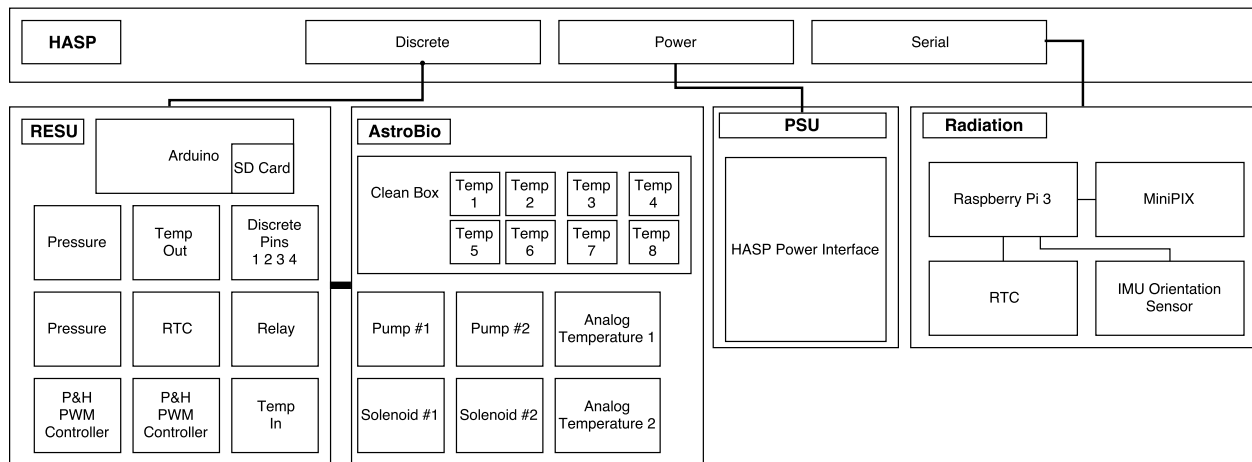 HASP
Discrete
Power
Serial
RESU
Arduino
SD Card
Pressure
Temp
Out
Discrete
Pins
1 2 3 4
Pressure
RTC
Relay
P&H
PWM
Controller
P&H
PWM
Controller
Temp
In
AstroBio
Clean Box
Temp
1
Temp
2
Temp
3
Temp
4
Temp
5
Temp
6
Temp
7
Temp
8
Pump #1
Pump #2
Analog
Temperature 1
Solenoid #1
Solenoid #2
Analog
Temperature 2
PSU
HASP Power Interface
Radiation
Raspberry Pi 3
MiniPIX
RTC
IMU Orientation
Sensor